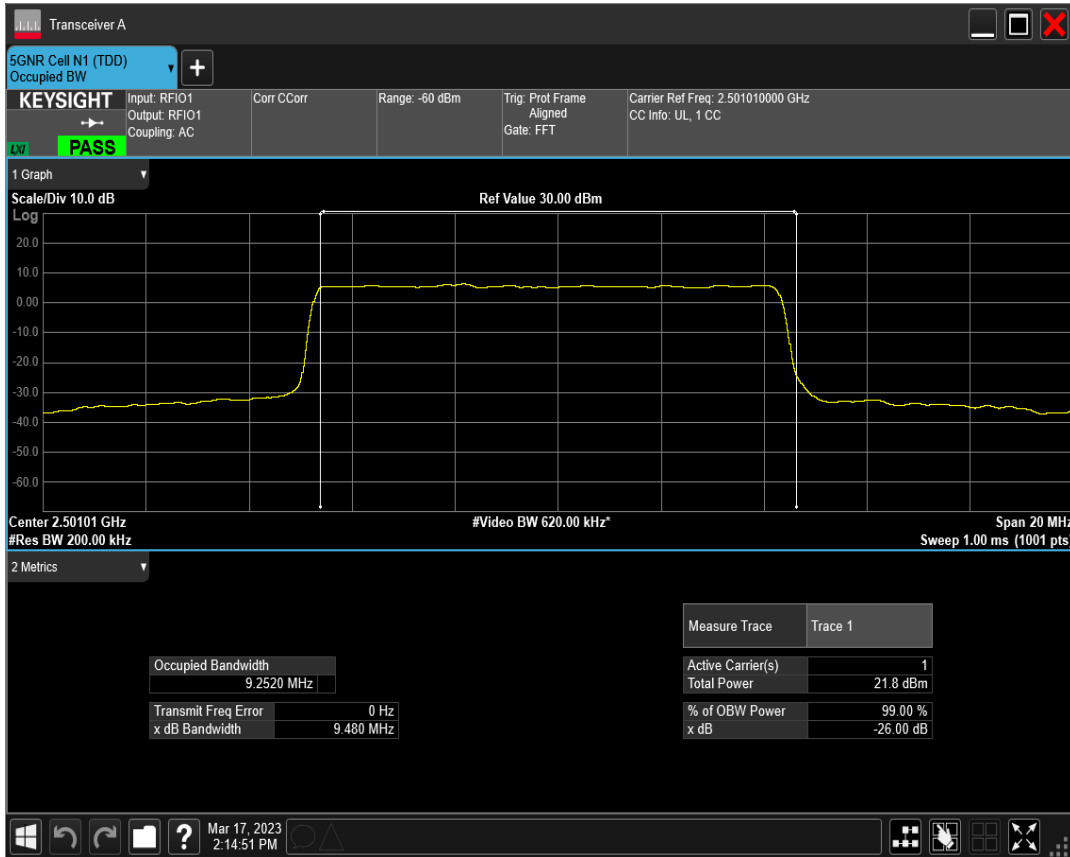 Transceiver A
5GNR Cell N1 (TDD)
Occupied BW
KEYSIGHT
LXI
PASS
Input: RFIO1
Output: RFIO1
Coupling: AC
Corr CCorr
Range: -60 dBm
Trig: Prot Frame
Aligned
Gate: FFT
Carrier Ref Freq: 2.501010000 GHz
CC Info: UL, 1 CC
1 Graph
Scale/Div 10.0 dB
Ref Value 30.00 dBm
Log
20.0
10.0
0.00
-10.0
-20.0
-30.0
-40.0
-50.0
-60.0
Center 2.50101 GHz
#Video BW 620.00 kHz*
Span 20 MHz
#Res BW 200.00 kHz
Sweep 1.00 ms (1001 pts)
2 Metrics
Measure Trace Trace 1
Occupied Bandwidth
9.2520 MHz
Active Carrier(s) 1
Total Power 21.8 dBm
Transmit Freq Error 0 Hz
x dB Bandwidth 9.480 MHz
% of OBW Power 99.00 %
x dB -26.00 dB
Mar 17, 2023
2:14:51 PM